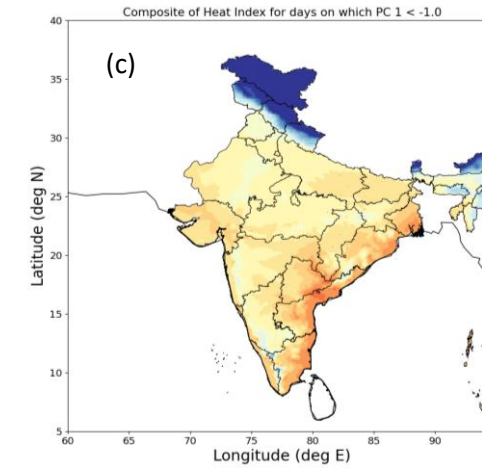 Composite of Heat Index for days on which PC 1 < -1.0
(c)
40
35
30
25
20
15
10
5
Latitude (deg N)
60 65 70 75 80 85 90
Longitude (deg E)